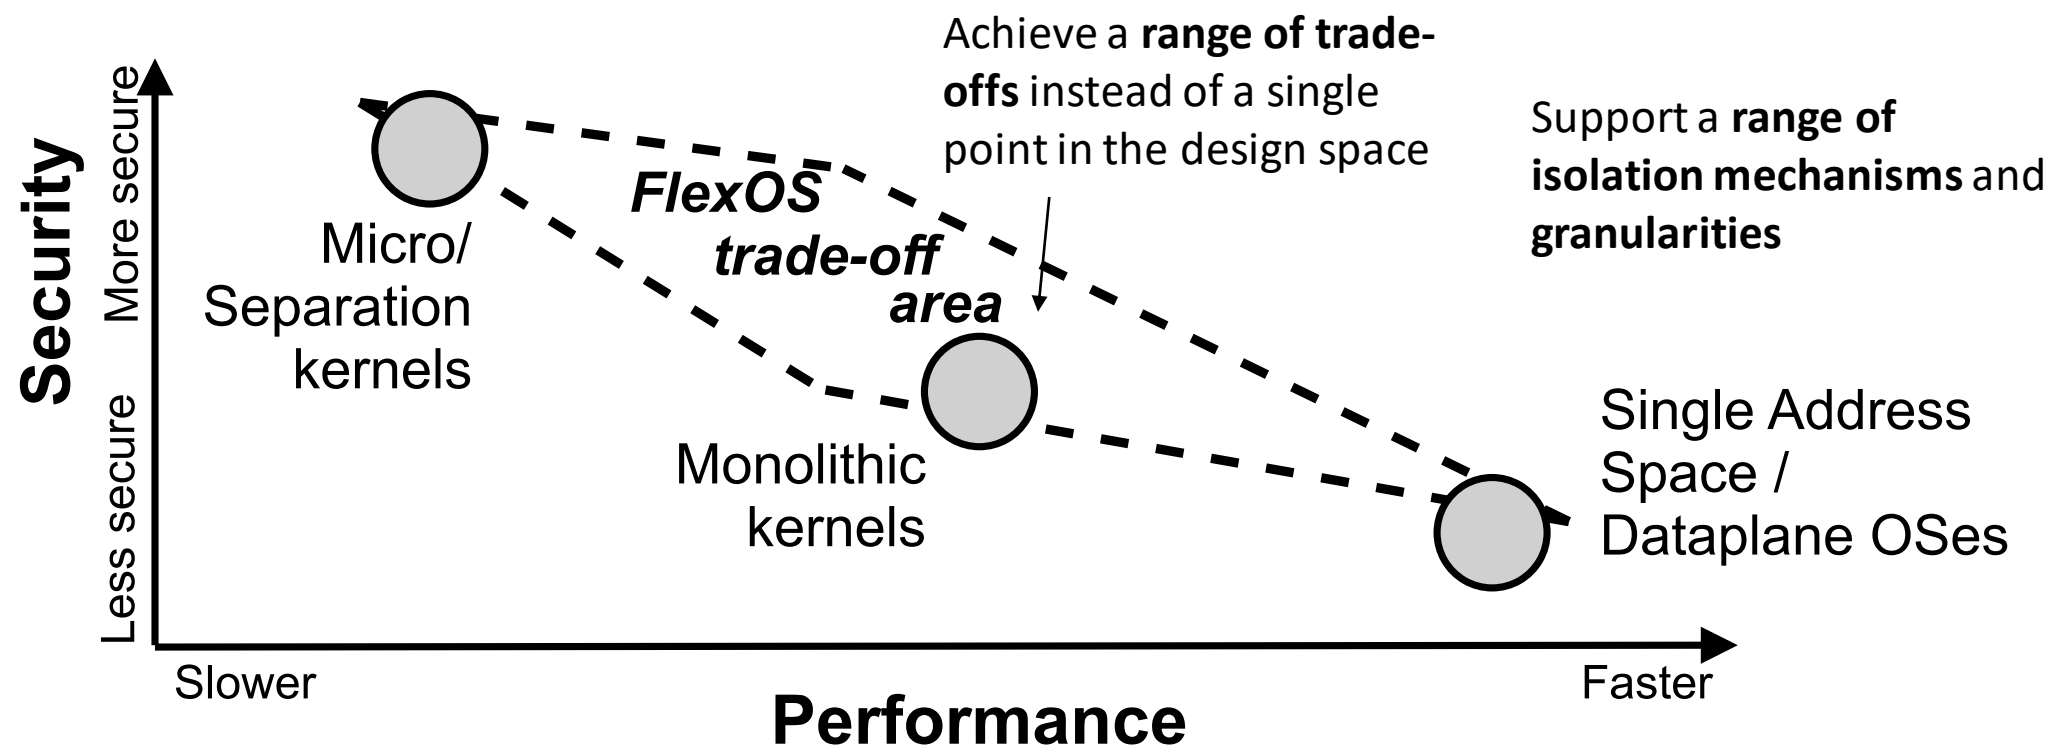 Achieve a range of trade-
offs instead of a single
point in the design space
Support a range of
isolation mechanisms and
granularities
Security
More secure
Less secure
FlexOS
trade-off
area
Micro/
Separation
kernels
Monolithic
kernels
Single Address
Space /
Dataplane OSes
Slower
Faster
Performance